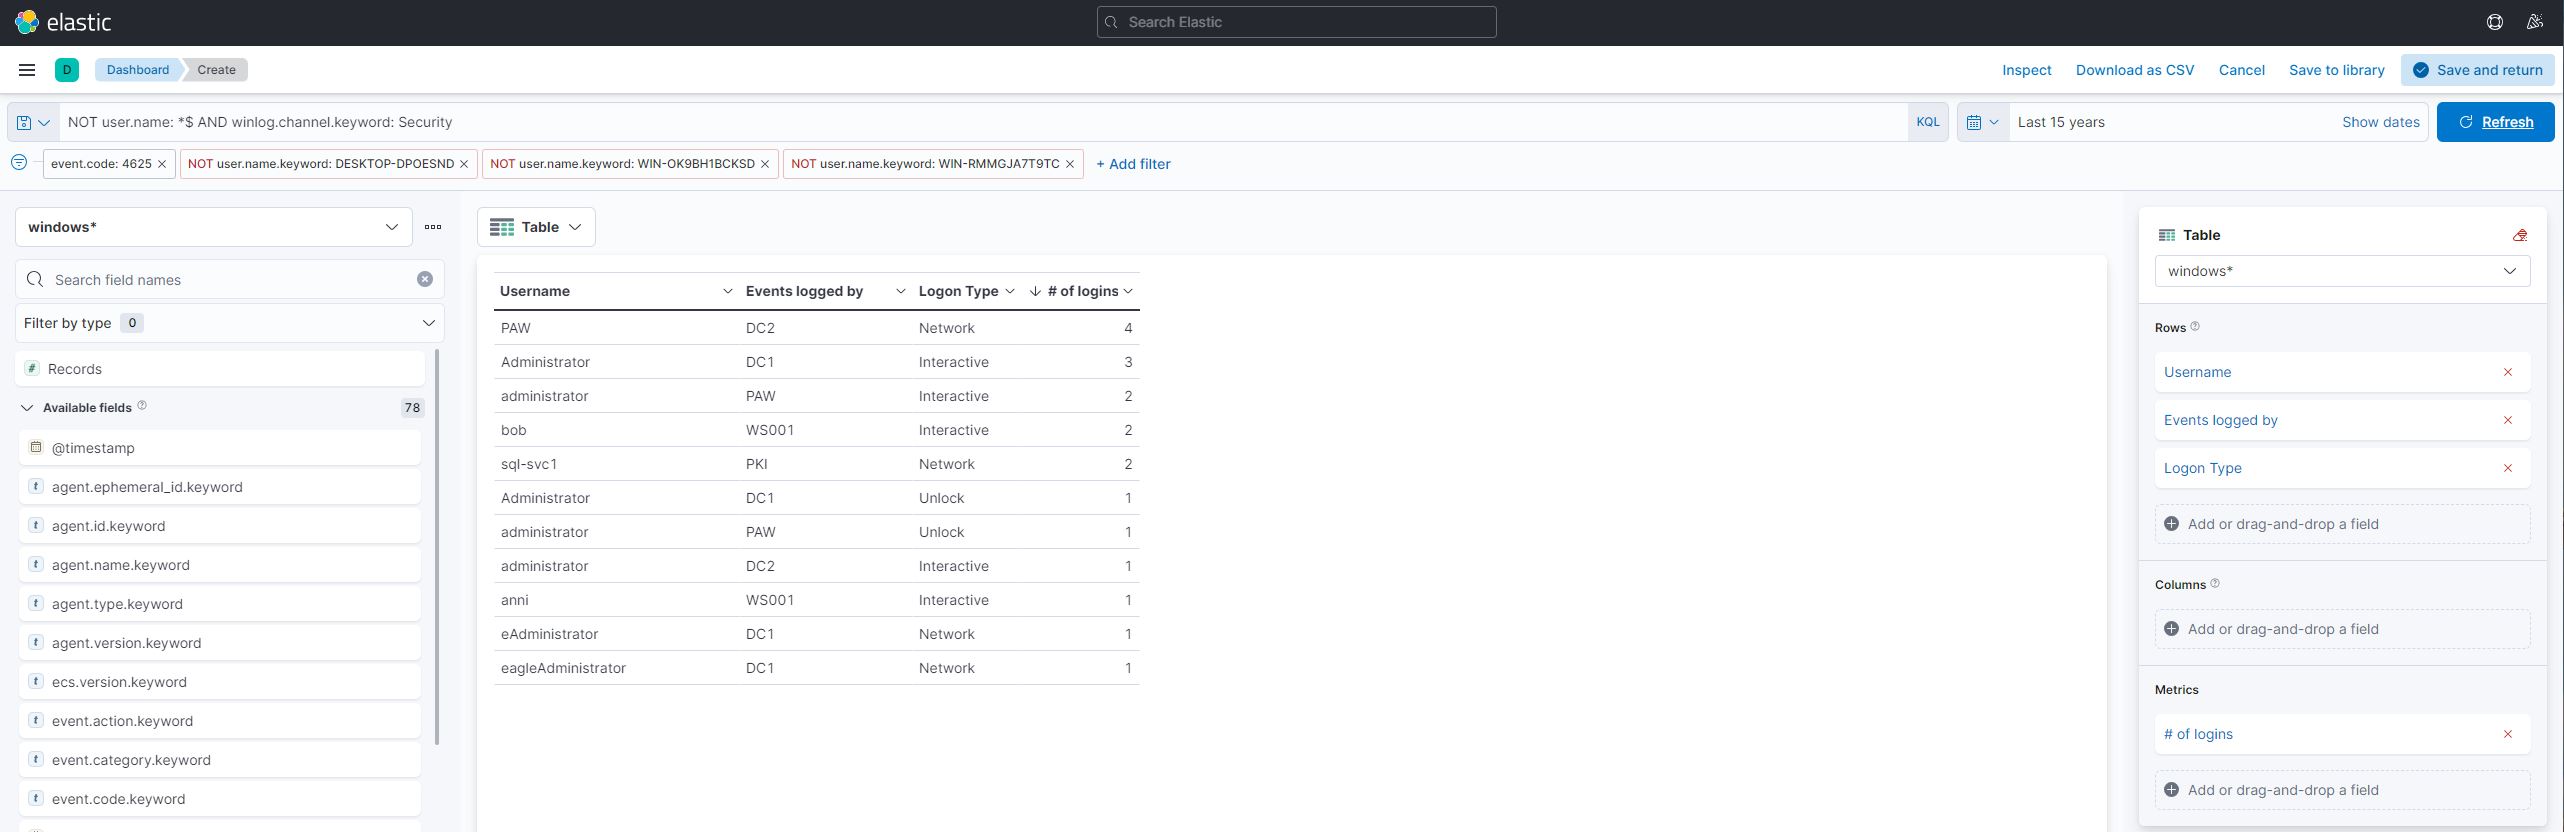 elastic
Search Elastic
D Dashboard Create
Inspect Download as CSV Cancel Save to library Save and return
NOT user.name: *$ AND winlog.channel.keyword: Security KQL Last 15 years Show dates Refresh
event.code: 4625 NOT user.name.keyword: DESKTOP-DPOESND NOT user.name.keyword: WIN-OK9BH1BCKSD NOT user.name.keyword: WIN-RMMGJA7T9TC + Add filter
windows*
Search field names
Filter by type 0
# Records
Available fields 78
@timestamp
t agent.ephemeral_id.keyword
t agent.id.keyword
t agent.name.keyword
t agent.type.keyword
t agent.version.keyword
t ecs.version.keyword
t event.action.keyword
t event.category.keyword
t event.code.keyword
Table
Username Events logged by Logon Type # of logins
PAW DC2 Network 4
Administrator DC1 Interactive 3
administrator PAW Interactive 2
bob WS001 Interactive 2
sql-svc1 PKI Network 2
Administrator DC1 Unlock 1
administrator PAW Unlock 1
administrator DC2 Interactive 1
anni WS001 Interactive 1
eAdministrator DC1 Network 1
eagleAdministrator DC1 Network 1
Table
windows*
Rows
Username
Events logged by
Logon Type
Add or drag-and-drop a field
Columns
Add or drag-and-drop a field
Metrics
# of logins
Add or drag-and-drop a field